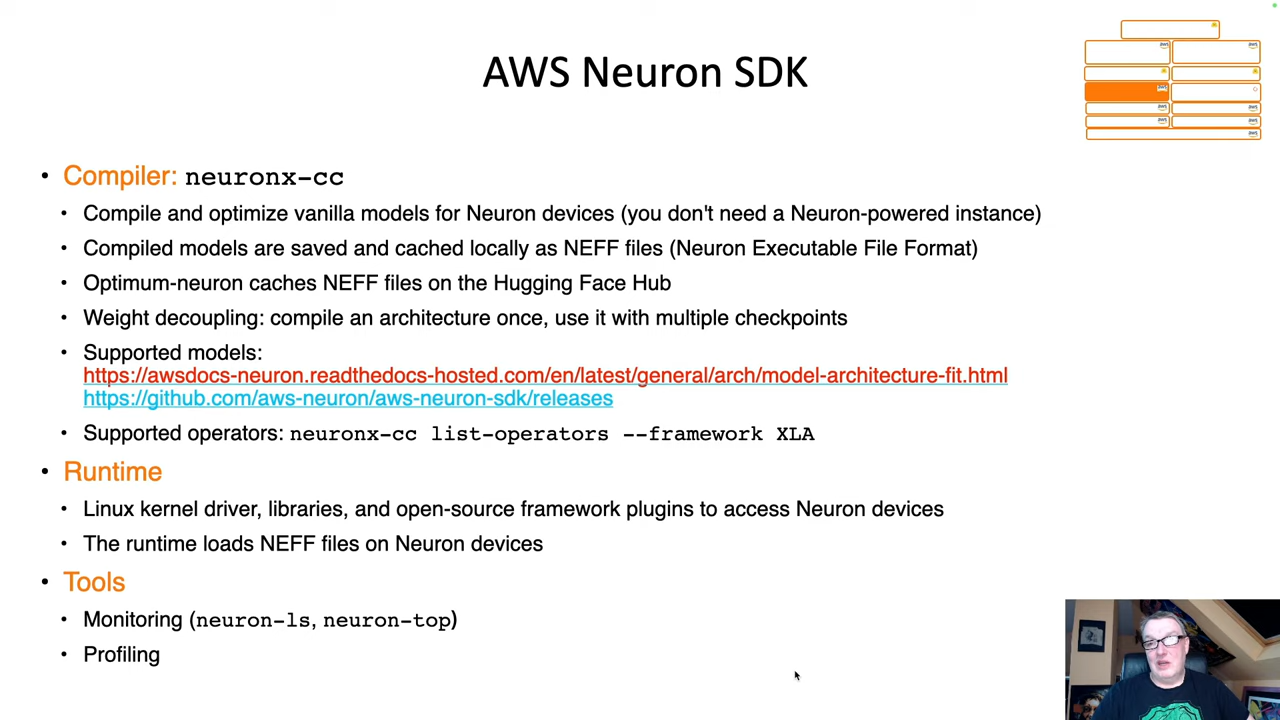 AWS Neuron SDK
• Compiler: neuronx-cc
• Compile and optimize vanilla models for Neuron devices (you don't need a Neuron-powered instance)
• Compiled models are saved and cached locally as NEFF files (Neuron Executable File Format)
• Optimum-neuron caches NEFF files on the Hugging Face Hub
• Weight decoupling: compile an architecture once, use it with multiple checkpoints
• Supported models:
https://awsdocs-neuron.readthedocs-hosted.com/en/latest/general/arch/model-architecture-fit.html
https://github.com/aws-neuron/aws-neuron-sdk/releases
• Supported operators: neuronx-cc list-operators --framework XLA
• Runtime
• Linux kernel driver, libraries, and open-source framework plugins to access Neuron devices
• The runtime loads NEFF files on Neuron devices
• Tools
• Monitoring (neuron-ls, neuron-top)
• Profiling